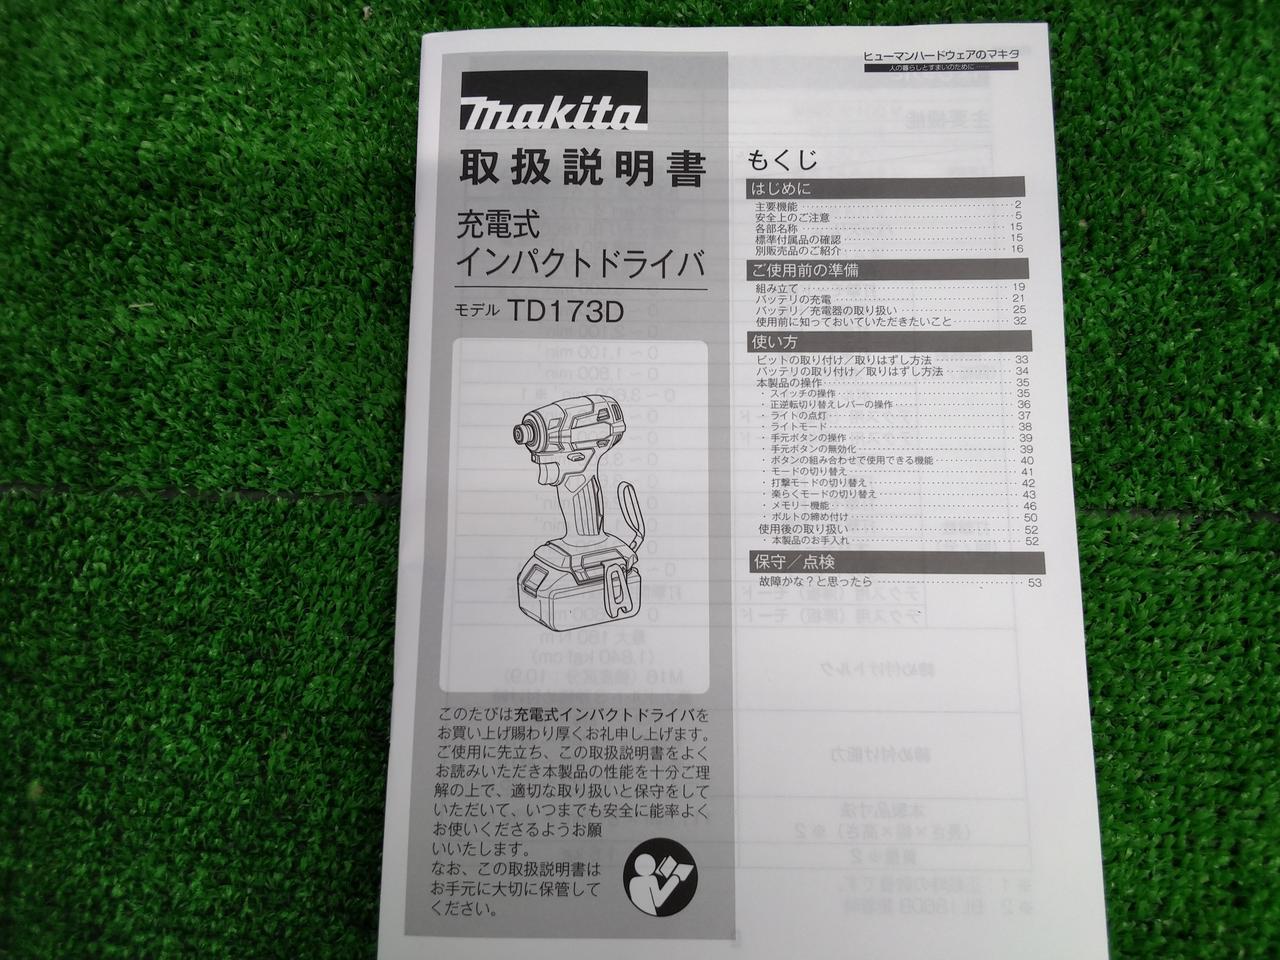 makita
取扱説明書
充電式
インパクトドライバ
モデル TD173D
このたびは充電式インパクトドライバを
お買い上げ賜わり厚くお礼申し上げます。
ご使用に先立ち、この取扱説明書をよく
お読みいただき本製品の性能を十分ご理
解の上で、適切な取り扱いと保守をして
いただいて、いつまでも安全に能率よく
お使いくださるようお願
いいたします。
なお、この取扱説明書は
お手元に大切に保管して
ください。
ヒューマンハードウェアのマキタ
人の暮らしとすまいのために
もくじ
はじめに
主要機能 2
安全上のご注意 5
各部名称 15
標準付属品の確認 15
別販売品のご紹介 16
ご使用前の準備
組み立て 19
バッテリの充電 21
バッテリ／充電器の取り扱い 25
使用前に知っておいていただきたいこと 32
使い方
ビットの取り付け／取りはずし方法 33
バッテリの取り付け／取りはずし方法 34
本製品の操作 35
・スイッチの操作 35
・正逆転切り替えレバーの操作 36
・ライトの点灯 37
・ライトモード 38
・手元ボタンの操作 39
・手元ボタンの無効化 39
・ボタンの組み合わせで使用できる機能 40
・モードの切り替え 41
・打撃モードの切り替え 42
・楽らくモードの切り替え 43
・メモリー機能 46
・ボルトの締め付け 50
使用後の取り扱い 52
・本製品のお手入れ 52
保守／点検
故障かな？と思ったら 53